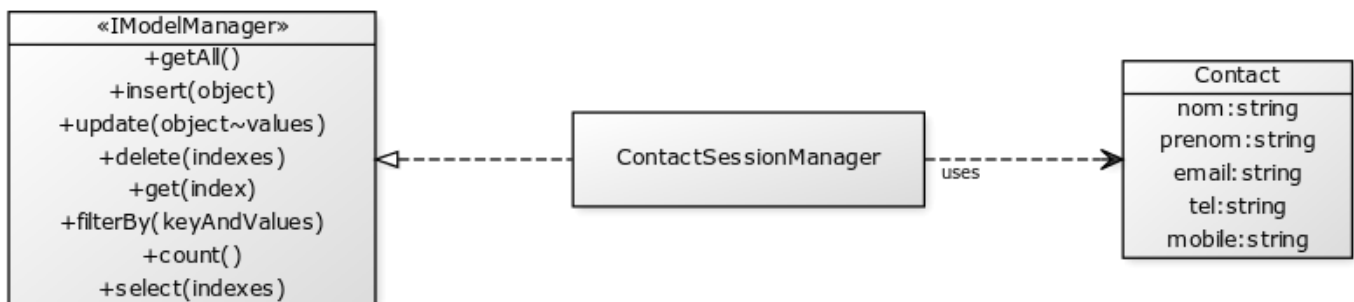 «IModelManager»
+getAll()
+insert(object)
+update(object~values)
+delete(indexes)
+get(index)
+filterBy(keyAndValues)
+count()
+select(indexes)
ContactSessionManager
uses
Contact
nom:string
prenom:string
email:string
tel:string
mobile:string